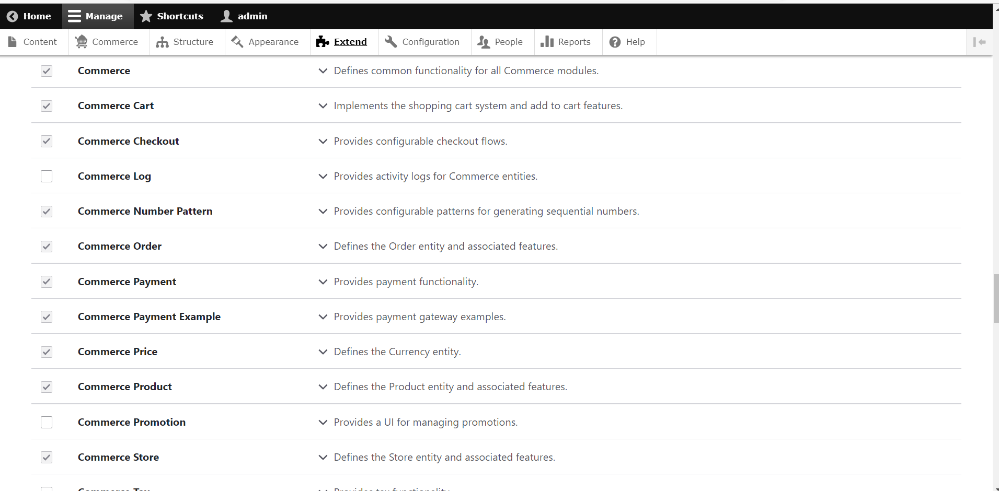 Home Manage Shortcuts admin
Content Commerce Structure Appearance Extend Configuration People Reports Help
Commerce Defines common functionality for all Commerce modules.
Commerce Cart Implements the shopping cart system and add to cart features.
Commerce Checkout Provides configurable checkout flows.
Commerce Log Provides activity logs for Commerce entities.
Commerce Number Pattern Provides configurable patterns for generating sequential numbers.
Commerce Order Defines the Order entity and associated features.
Commerce Payment Provides payment functionality.
Commerce Payment Example Provides payment gateway examples.
Commerce Price Defines the Currency entity.
Commerce Product Defines the Product entity and associated features.
Commerce Promotion Provides a UI for managing promotions.
Commerce Store Defines the Store entity and associated features.
Commerce Tax Provides tax functionality.